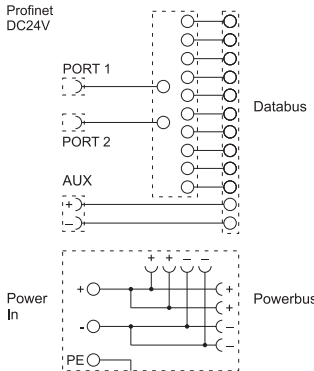 Profinet
DC24V
PORT 1
Databus
PORT 2
AUX
+
–
+ + – –
+ +
+
Power
In
Powerbus
- –
–
PE